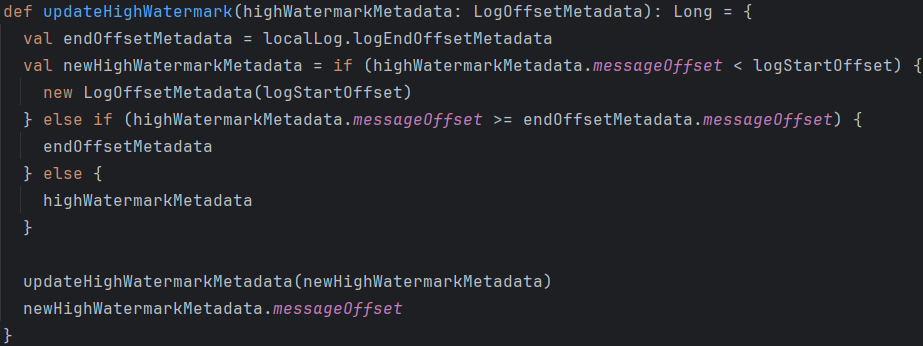 def updateHighWatermark(highWatermarkMetadata: LogOffsetMetadata): Long = {
  val endOffsetMetadata = localLog.logEndOffsetMetadata
  val newHighWatermarkMetadata = if (highWatermarkMetadata.messageOffset < logStartOffset) {
    new LogOffsetMetadata(logStartOffset)
  } else if (highWatermarkMetadata.messageOffset >= endOffsetMetadata.messageOffset) {
    endOffsetMetadata
  } else {
    highWatermarkMetadata
  }

  updateHighWatermarkMetadata(newHighWatermarkMetadata)
  newHighWatermarkMetadata.messageOffset
}